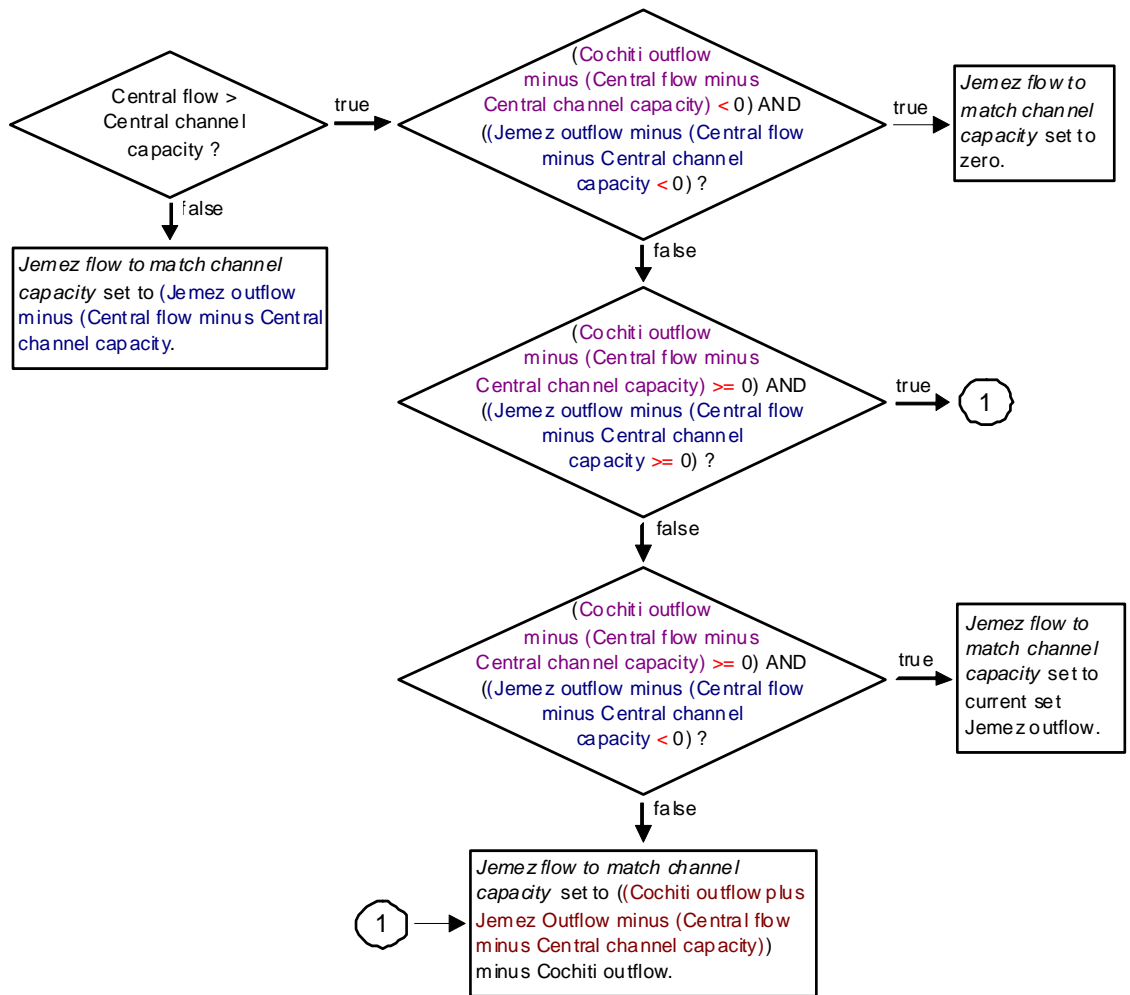 Central flow >
Central channel
capacity ?
true
false
Jemez flow to match channel
capacity set to (Jemez outflow
minus (Central flow minus Central
channel capacity.
(Cochiti outflow
minus (Central flow minus
Central channel capacity) < 0) AND
((Jemez outflow minus (Central flow
minus Central channel
capacity < 0) ?
true
Jemez flow to
match channel
capacity set to
zero.
false
(Cochiti outflow
minus (Central flow minus
Central channel capacity) >= 0) AND
((Jemez outflow minus (Central flow
minus Central channel
capacity >= 0) ?
true
1
false
(Cochiti outflow
minus (Central flow minus
Central channel capacity) >= 0) AND
((Jemez outflow minus (Central flow
minus Central channel
capacity < 0) ?
true
Jemez flow to
match channel
capacity set to
current set
Jemez outflow.
false
1
Jemez flow to match channel
capacity set to ((Cochiti outflow plus
Jemez Outflow minus (Central flow
minus Central channel capacity))
minus Cochiti outflow.